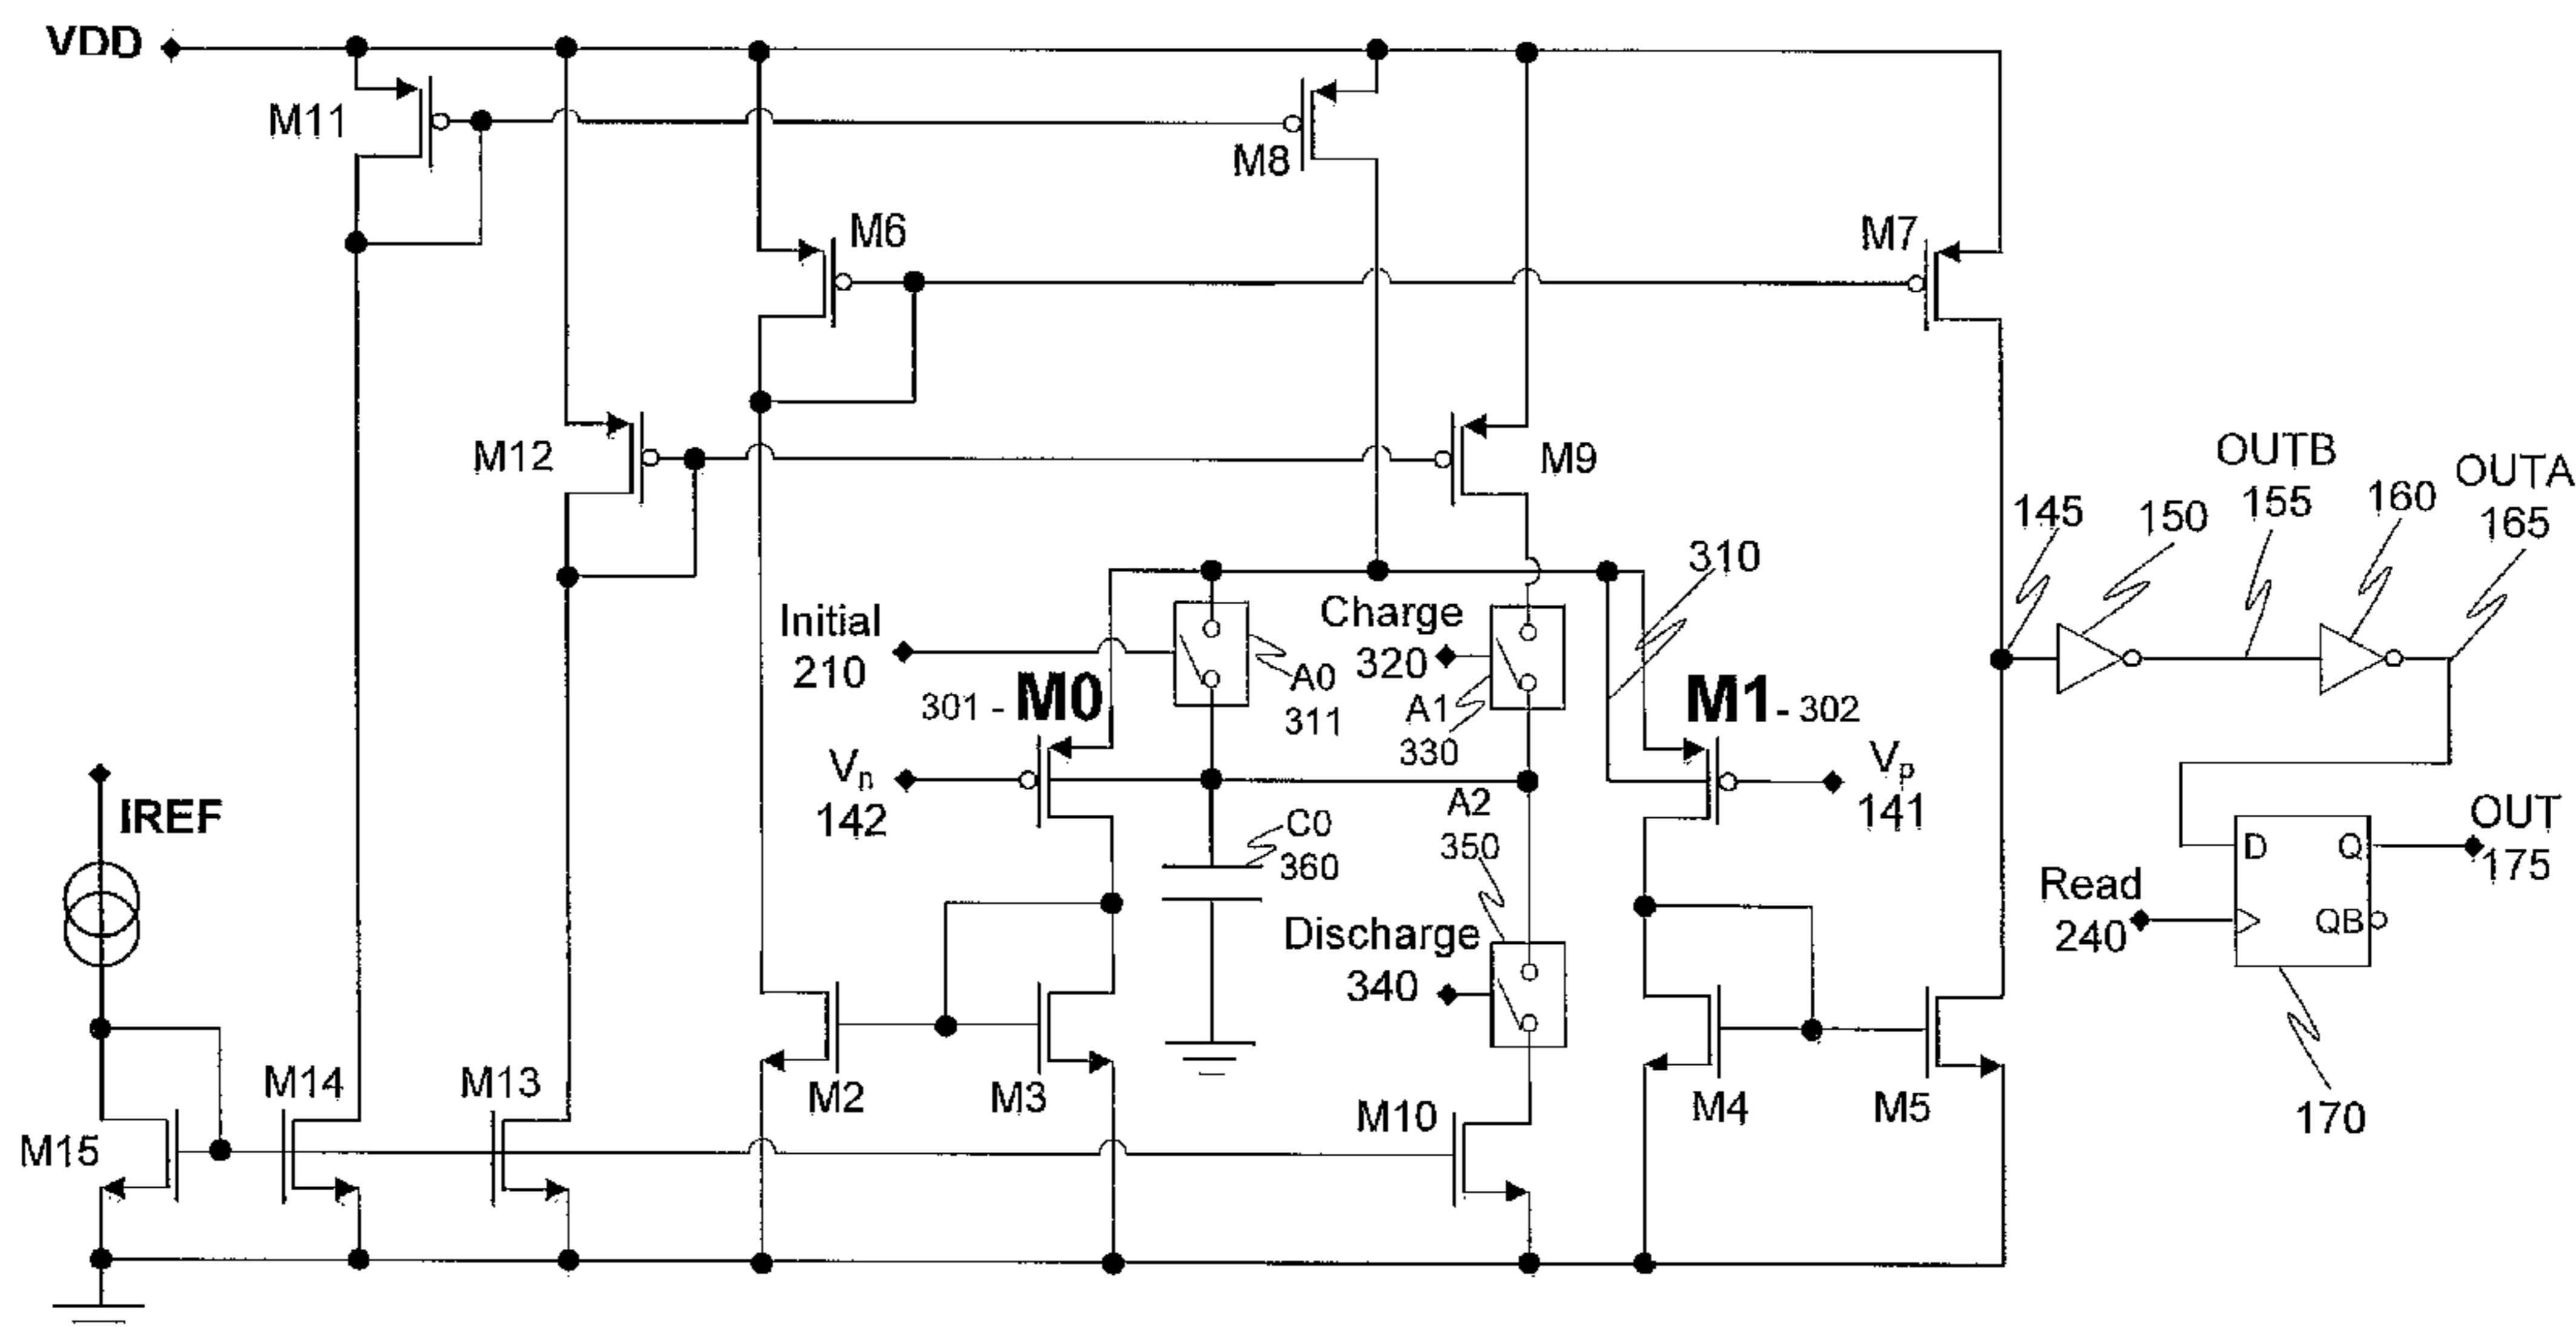 VDD
M11
M8
M6
M7
M12
M9
OUTB
155
OUTA
165
160
150
145
310
Initial
210
Charge
320
A0
311
A1
330
301 - M0
M1 - 302
Vn
142
Vp
141
IREF
C0
360
A2
350
Discharge
340
D
Q
QB
OUT
175
Read
240
170
M14
M13
M2
M3
M10
M4
M5
M15